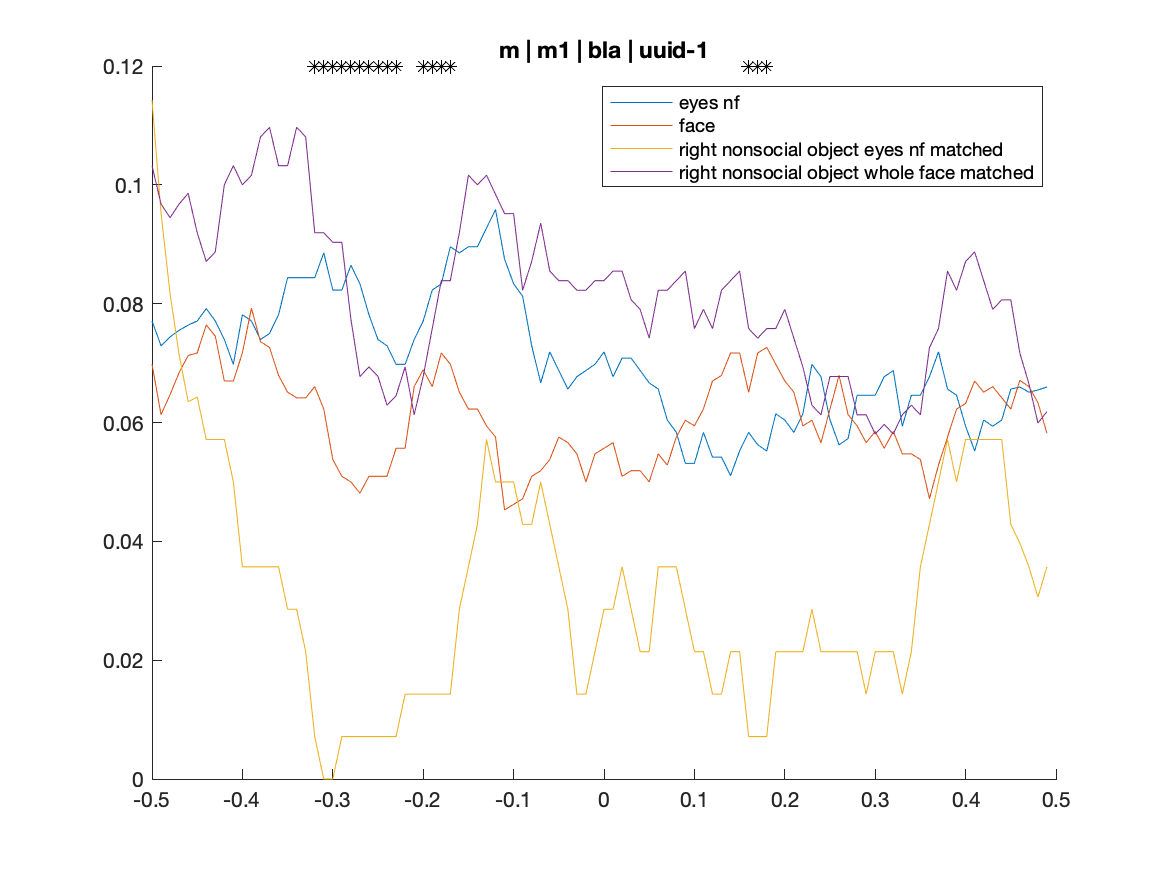 m | m1 | bla | uuid-1
***************** ***
0.12
0.1
0.08
0.06
0.04
0.02
0
eyes nf
face
right nonsocial object eyes nf matched
right nonsocial object whole face matched
-0.5 -0.4 -0.3 -0.2 -0.1 0 0.1 0.2 0.3 0.4 0.5